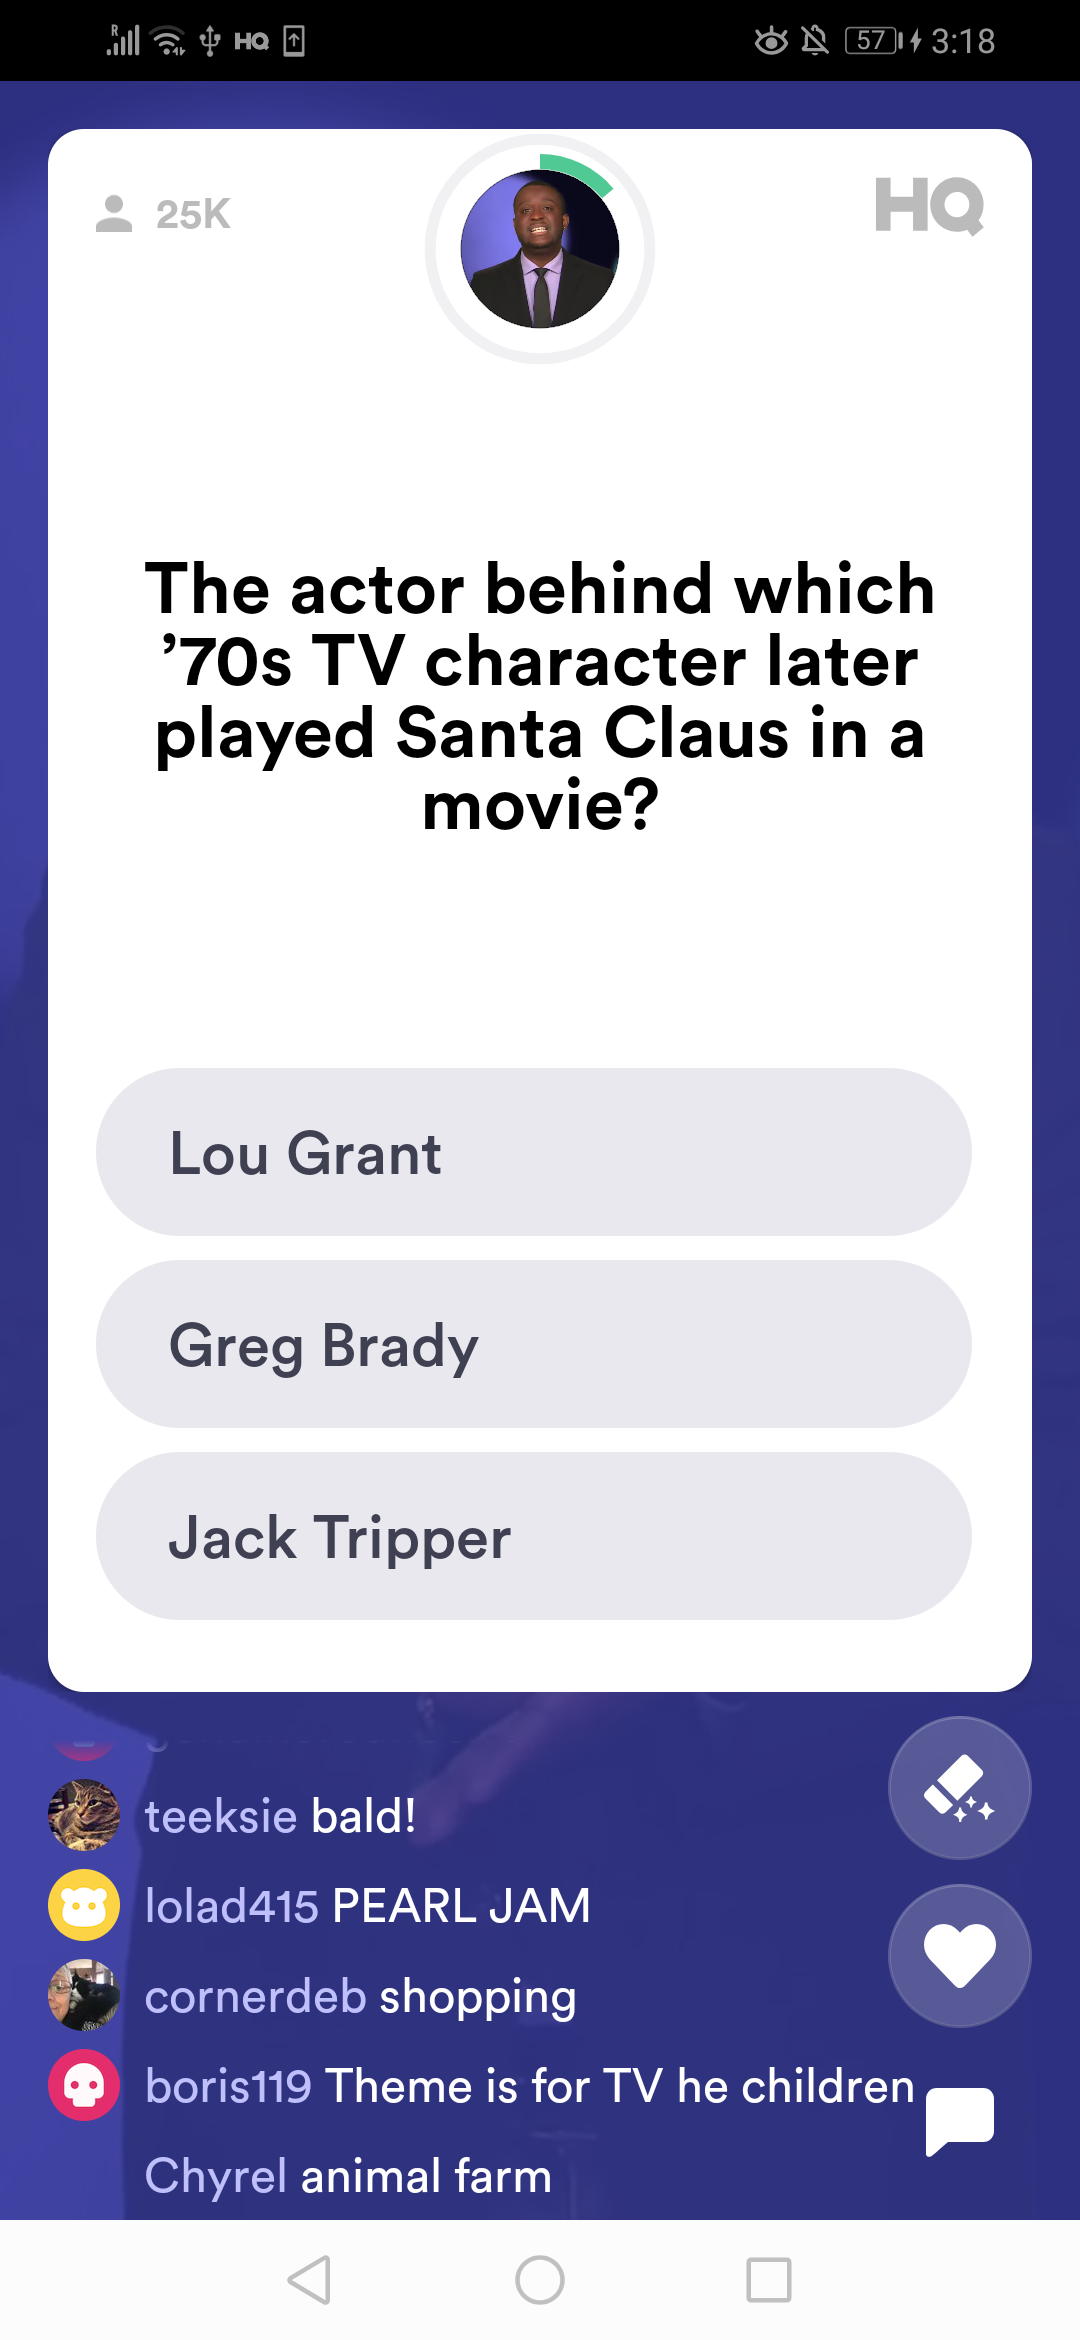 R HQ 57 3:18
25K HQ
The actor behind which
’70s TV character later
played Santa Claus in a
movie?
Lou Grant
Greg Brady
Jack Tripper
teeksie bald!
lolad415 PEARL JAM
cornerdeb shopping
boris119 Theme is for TV he children
Chyrel animal farm